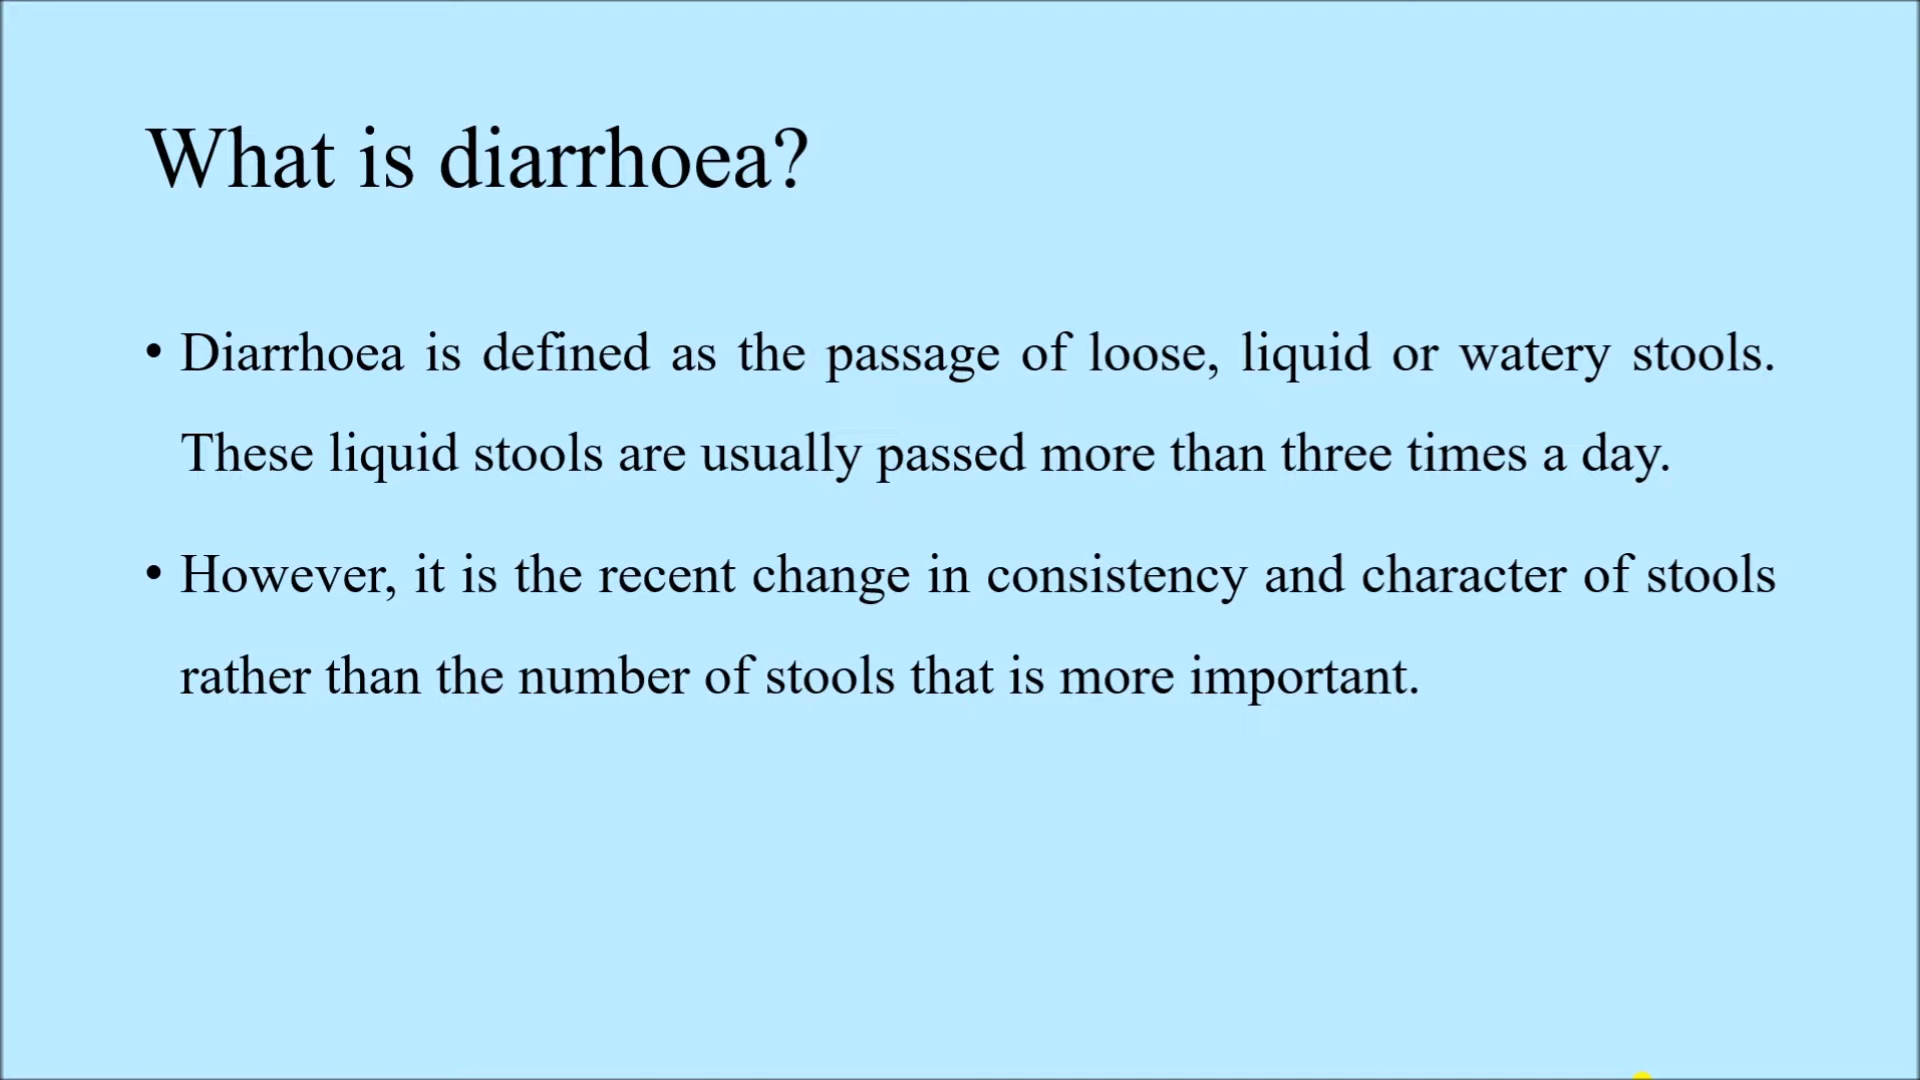 What is diarrhoea?
• Diarrhoea is defined as the passage of loose, liquid or watery stools.
These liquid stools are usually passed more than three times a day.
• However, it is the recent change in consistency and character of stools
rather than the number of stools that is more important.